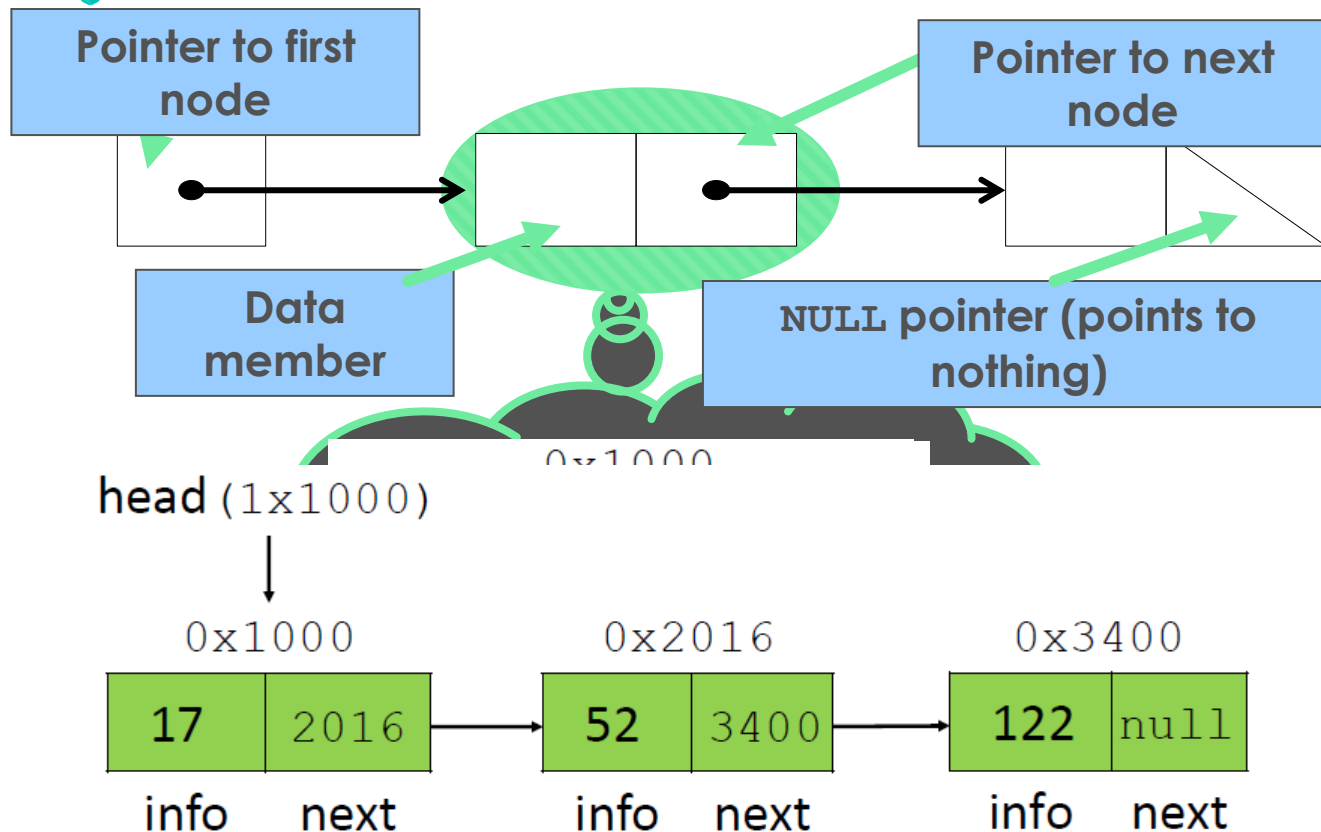 Pointer to first
node
Pointer to next
node
Data
member
NULL pointer (points to
nothing)
0x1000
head (1x1000)
0x1000 0x2016 0x3400
17 2016 52 3400 122 null
info next info next info next